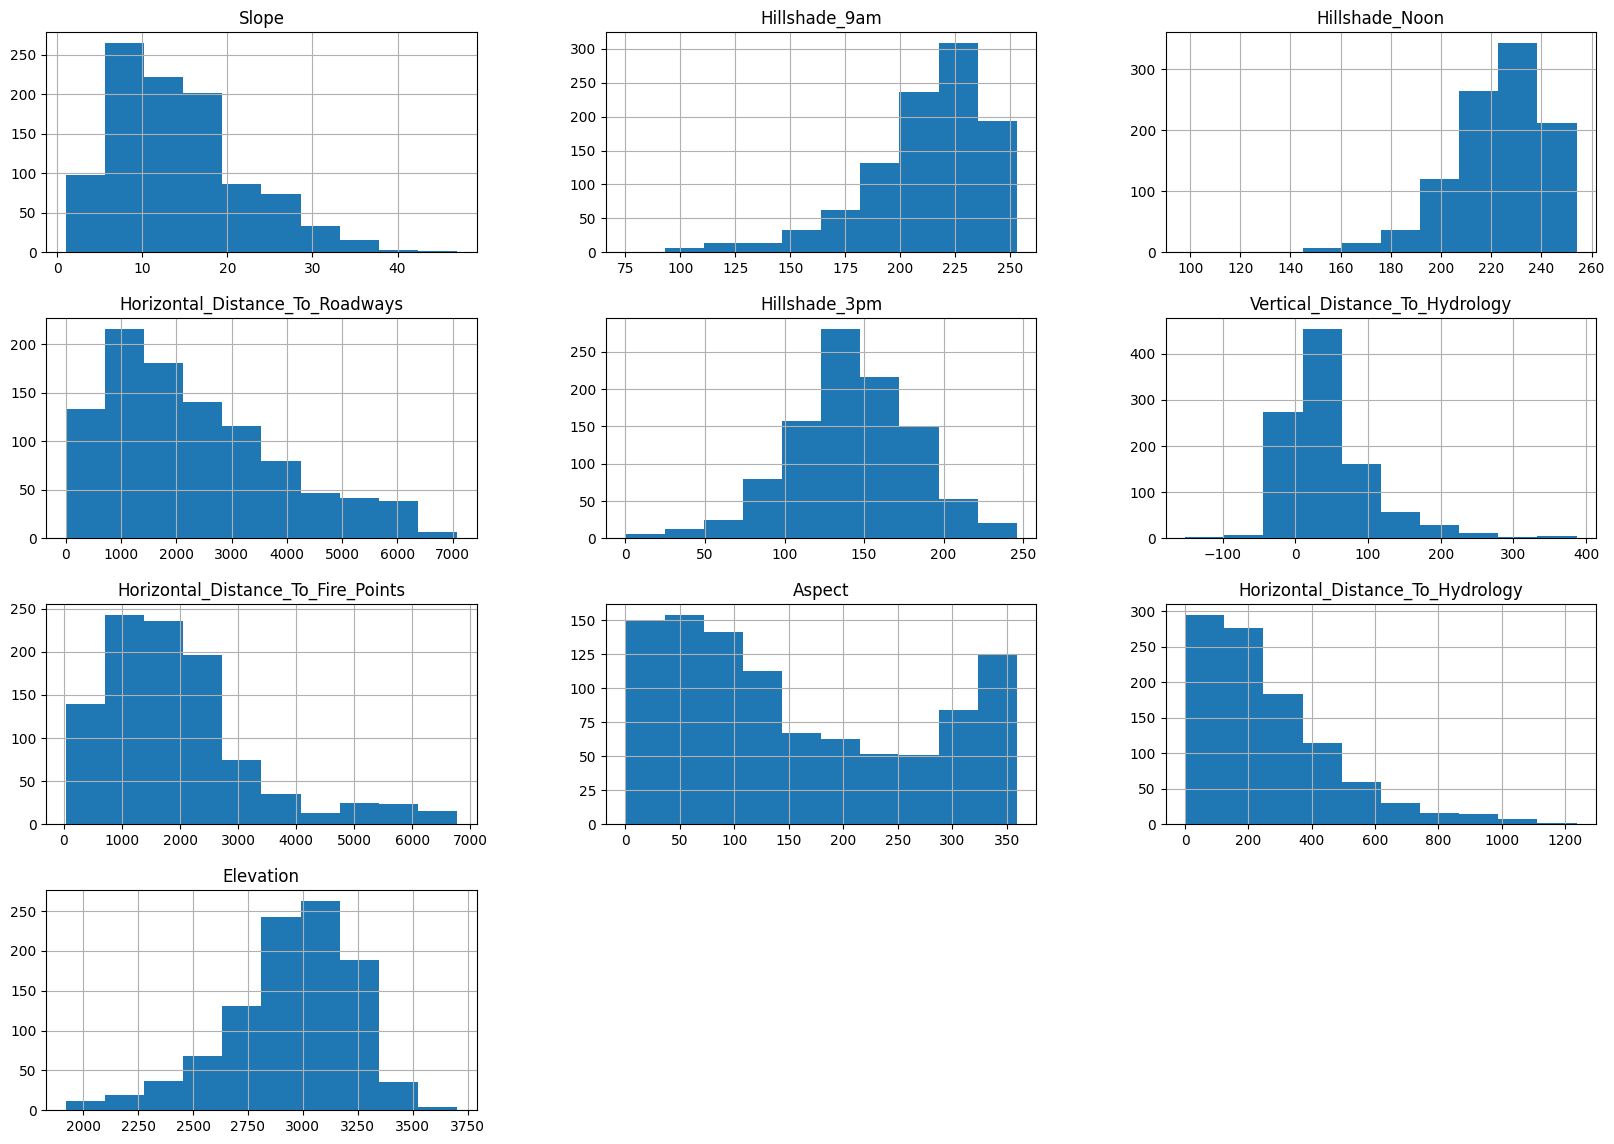 Slope
250
200
150
100
50
0
0 10 20 30 40
Hillshade_9am
300
250
200
150
100
50
0
75 100 125 150 175 200 225 250
Hillshade_Noon
300
200
100
0
100 120 140 160 180 200 220 240 260
Horizontal_Distance_To_Roadways
200
150
100
50
0
0 1000 2000 3000 4000 5000 6000 7000
Hillshade_3pm
250
200
150
100
50
0
0 50 100 150 200 250
Vertical_Distance_To_Hydrology
400
300
200
100
0
−100 0 100 200 300 400
Horizontal_Distance_To_Fire_Points
250
200
150
100
50
0
0 1000 2000 3000 4000 5000 6000 7000
Aspect
150
125
100
75
50
25
0
0 50 100 150 200 250 300 350
Horizontal_Distance_To_Hydrology
300
250
200
150
100
50
0
0 200 400 600 800 1000 1200
Elevation
250
200
150
100
50
0
2000 2250 2500 2750 3000 3250 3500 3750